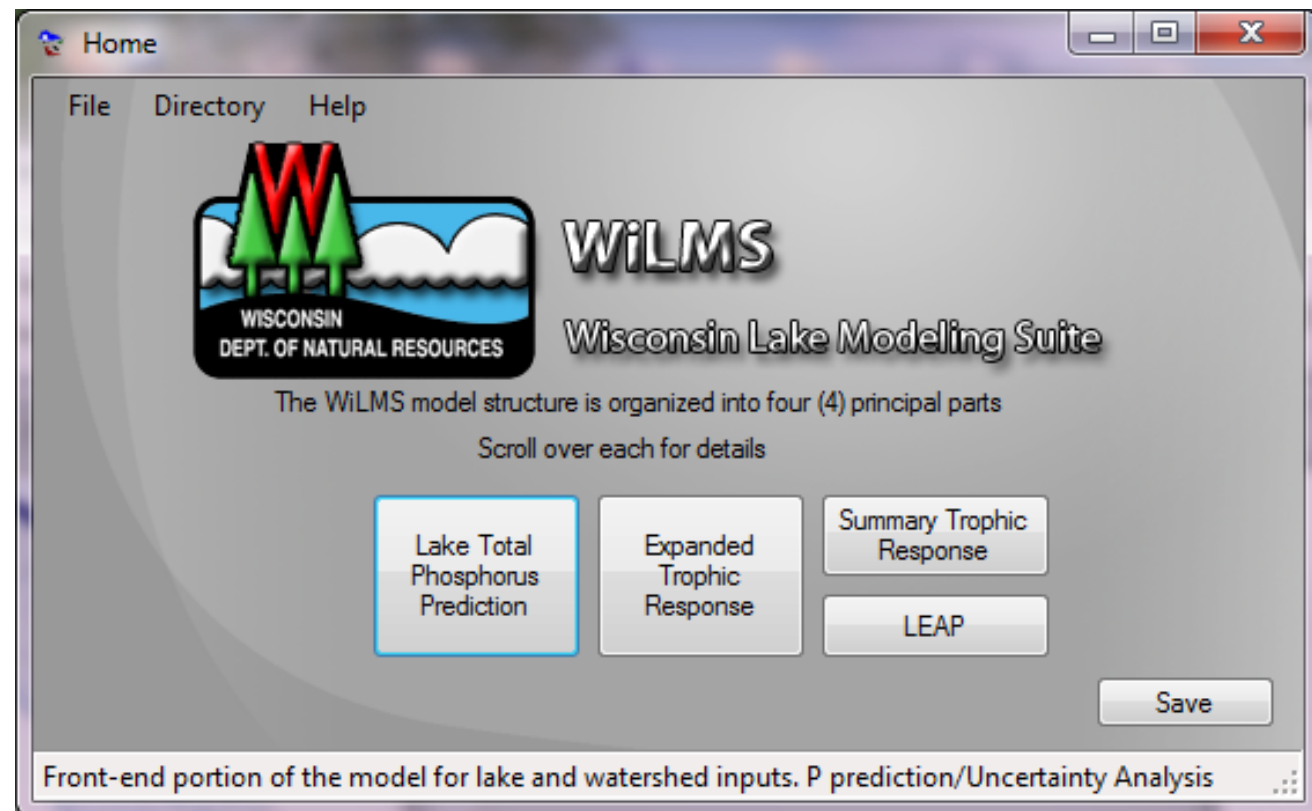 Home
File Directory Help
W
WISCONSIN
DEPT. OF NATURAL RESOURCES
WiLMS
Wisconsin Lake Modeling Suite
The WiLMS model structure is organized into four (4) principal parts
Scroll over each for details
Lake Total
Phosphorus
Prediction
Expanded
Trophic
Response
Summary Trophic
Response
LEAP
Save
Front-end portion of the model for lake and watershed inputs. P prediction/Uncertainty Analysis